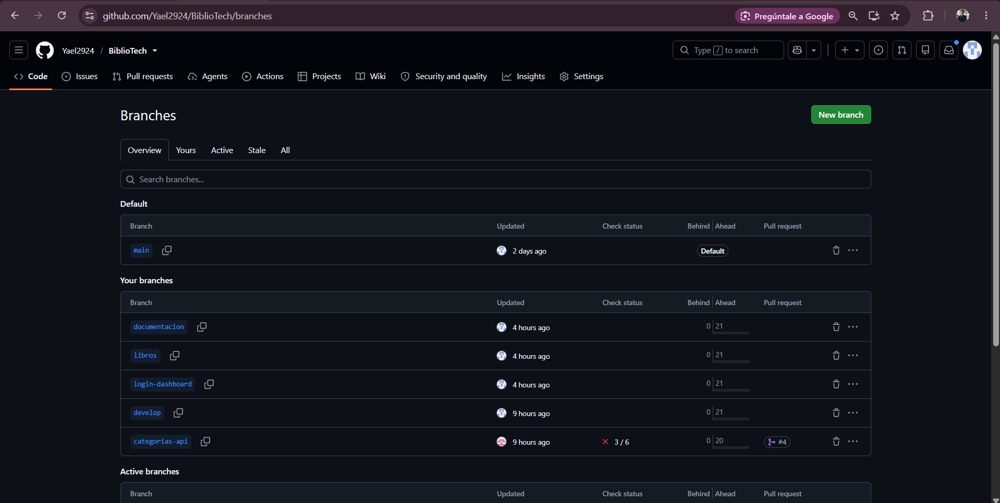 github.com/Yael2924/BiblioTech/branches
Pregúntale a Google
Yael2924 / BiblioTech
Type / to search
Code Issues Pull requests Agents Actions Projects Wiki Security and quality Insights Settings
Branches
New branch
Overview Yours Active Stale All
Search branches...
Default
Branch Updated Check status Behind Ahead Pull request
main 2 days ago Default
Your branches
Branch Updated Check status Behind Ahead Pull request
documentacion 4 hours ago 0 21
libros 4 hours ago 0 21
login-dashboard 4 hours ago 0 21
develop 9 hours ago 0 21
categorias-api 9 hours ago 3 / 6 0 20 #4
Active branches
Branch Updated Check status Behind Ahead Pull request